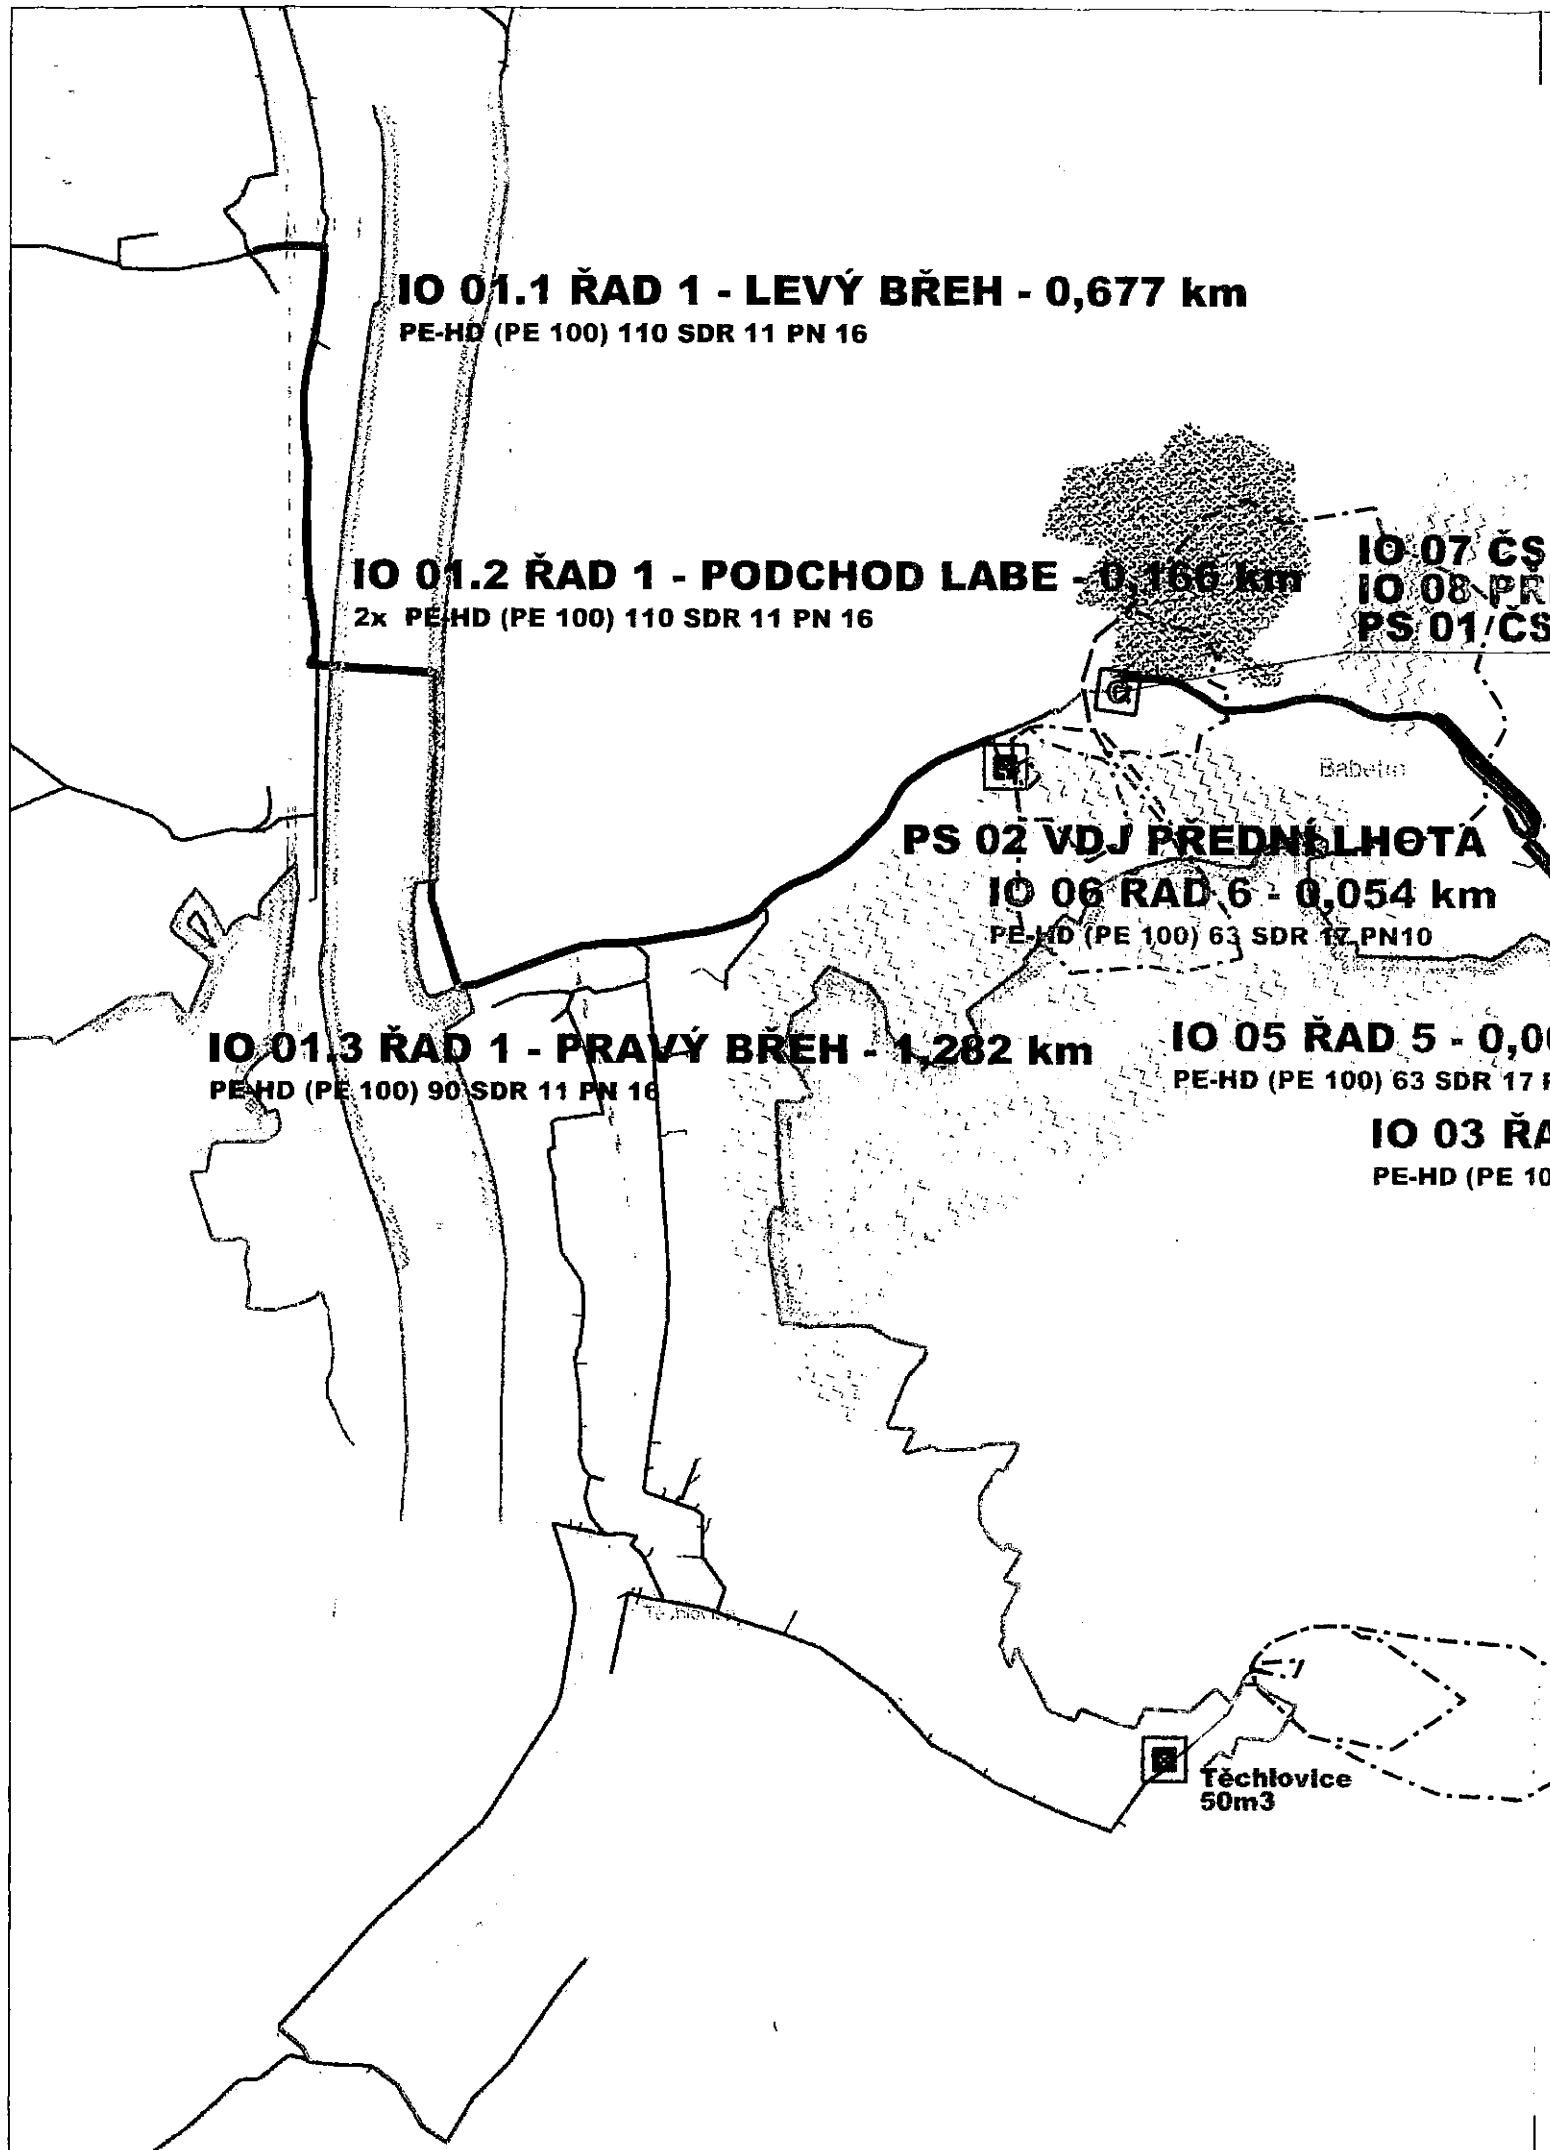 IO 01.1 ŘAD 1 - LEVÝ BŘEH - 0,677 km
PE-HD (PE 100) 110 SDR 11 PN 16
IO 01.2 ŘAD 1 - PODCHOD LABE - 0,166 km
2x PE-HD (PE 100) 110 SDR 11 PN 16
IO 07 ČS
IO 08 PŘ
PS 01 ČS
PS 02 VDJ PŘEDNÍ LHOTA
IO 06 ŘAD 6 - 0,054 km
PE-HD (PE 100) 63 SDR 17 PN10
IO 01.3 ŘAD 1 - PRAVÝ BŘEH - 1,282 km
PE-HD (PE 100) 90 SDR 11 PN 16
IO 05 ŘAD 5 - 0,0
PE-HD (PE 100) 63 SDR 17
IO 03 ŘA
PE-HD (PE 10
Těchlovice
Těchlovice
50m3